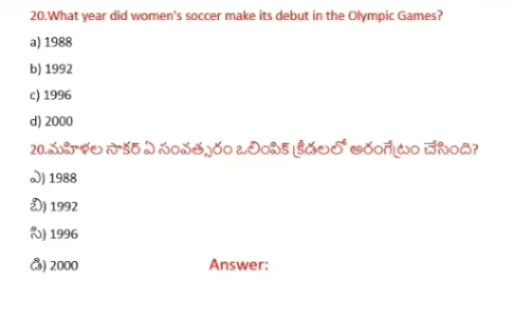 20.What year did women's soccer make its debut in the Olympic Games?
a) 1988
b) 1992
c) 1996
d) 2000
20.మహిళల సాకర్ ఏ సంవత్సరం ఒలింపిక్ క్రీడలలో అరంగేట్రం చేసింది?
ఎ) 1988
బి) 1992
సి) 1996
డి) 2000 Answer: